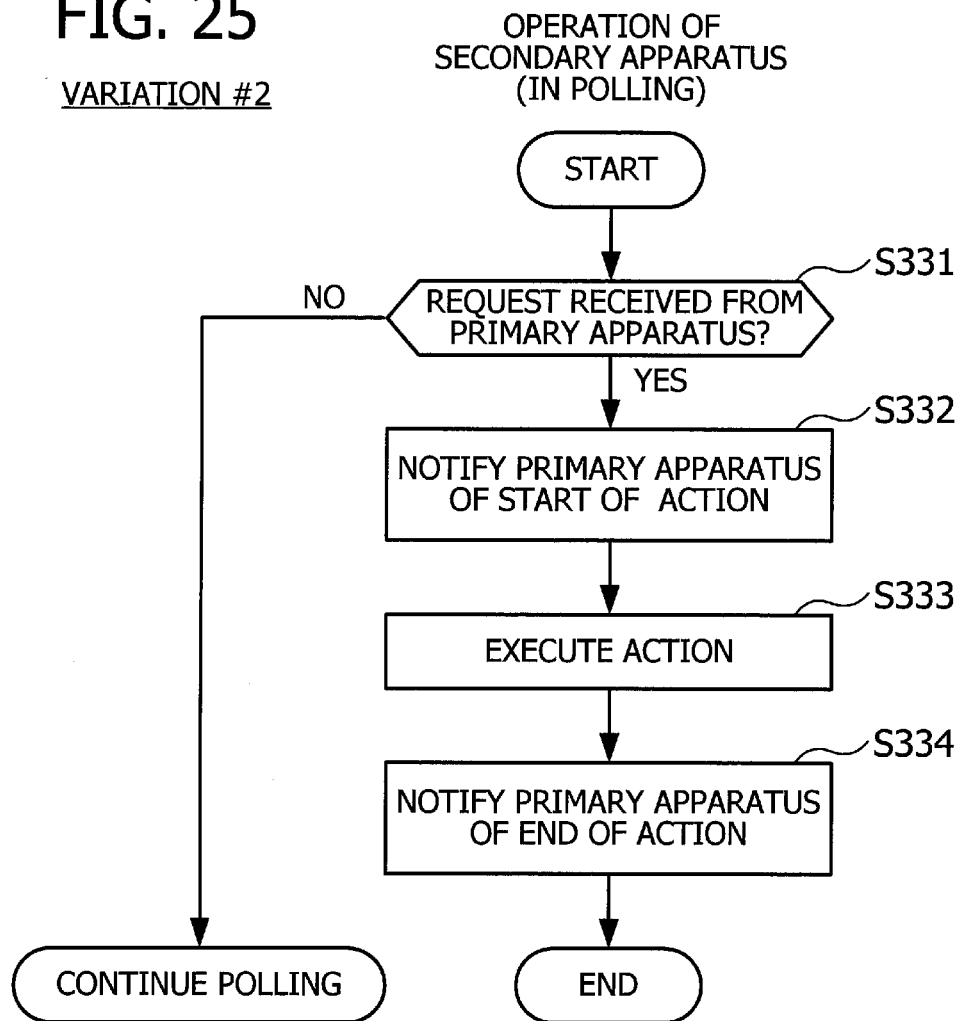 FIG. 25
VARIATION #2
OPERATION OF
SECONDARY APPARATUS
(IN POLLING)
START
S331
REQUEST RECEIVED FROM
PRIMARY APPARATUS?
NO
YES
S332
NOTIFY PRIMARY APPARATUS
OF START OF ACTION
S333
EXECUTE ACTION
S334
NOTIFY PRIMARY APPARATUS
OF END OF ACTION
CONTINUE POLLING
END